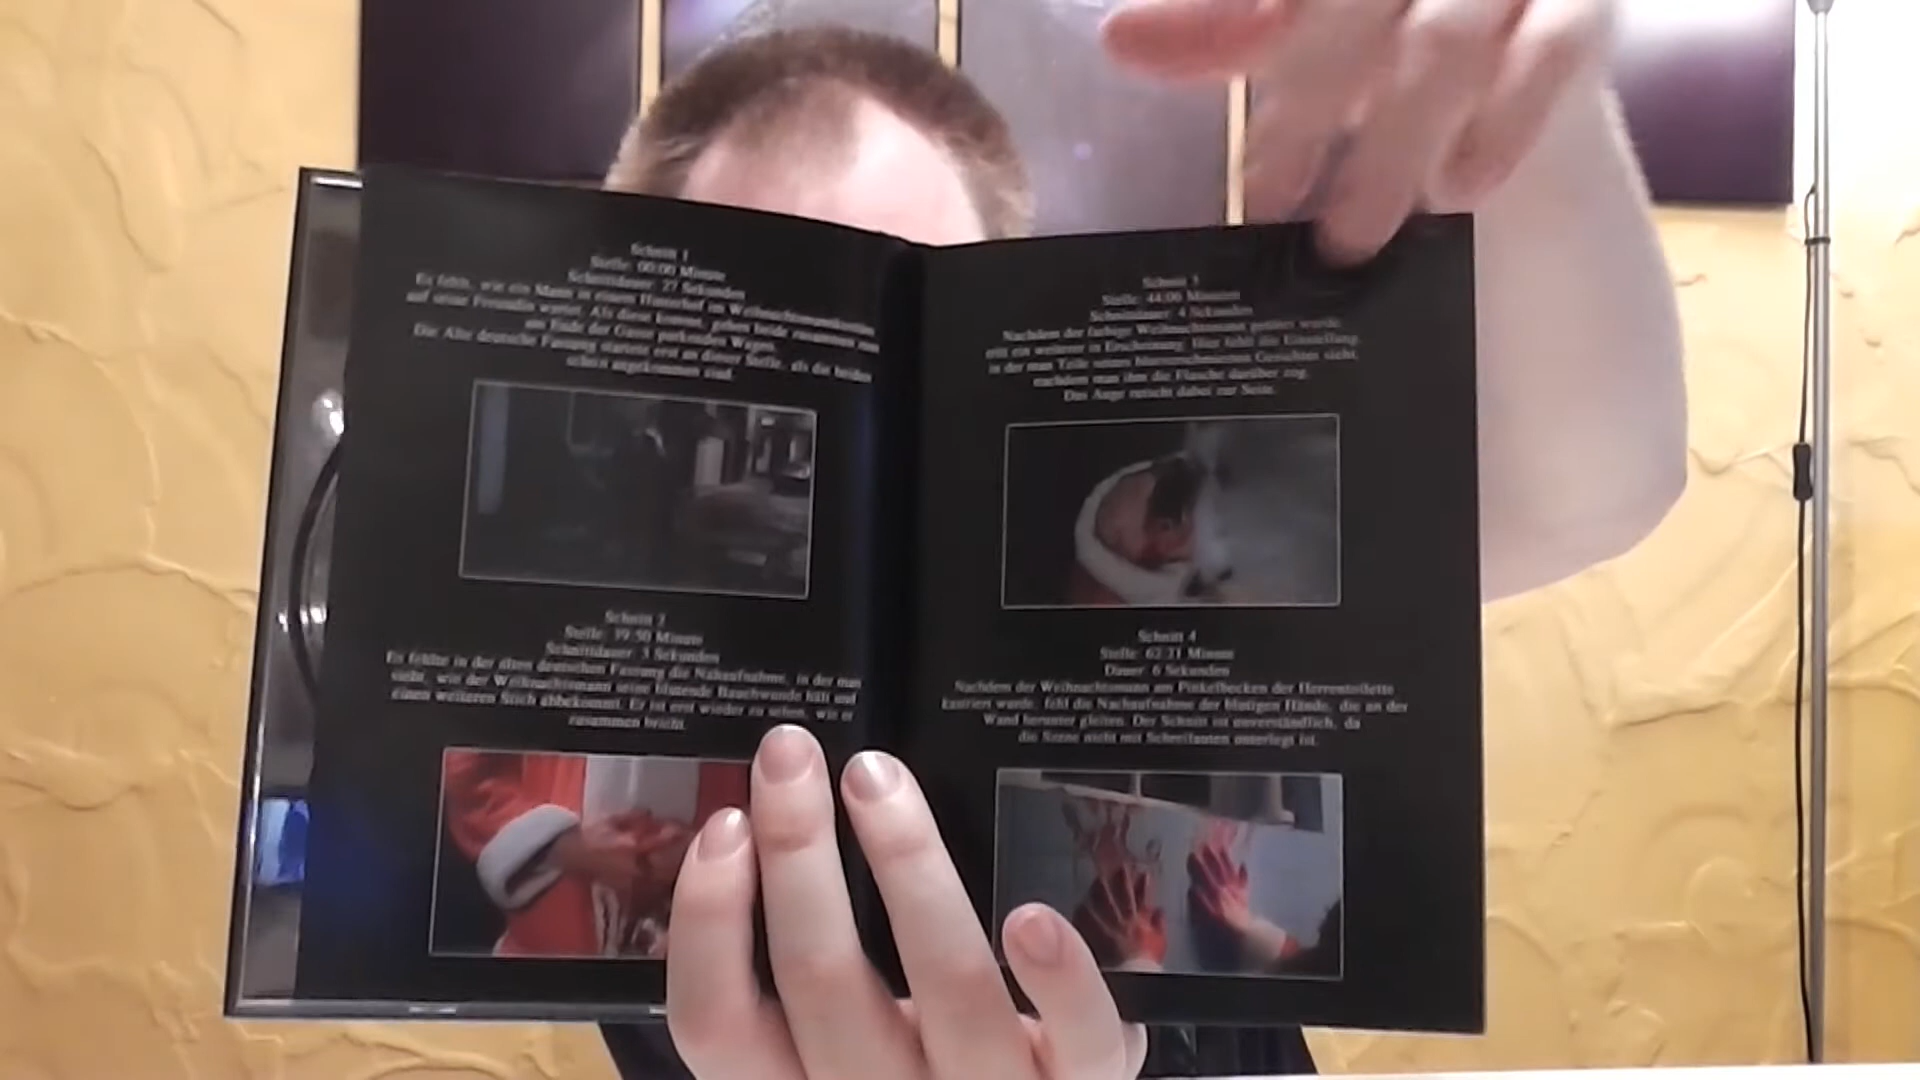 Schnitt 1
Stelle: 00:00 Minute
Schnittdauer: 27 Sekunden
Es fehlt, wie ein Mann in einem Hinterhof im Weihnachtsmannkostüm
auf seine Freundin wartet. Als diese kommt, gehen beide zusammen zum
am Ende der Gasse parkenden Wagen.
Die Alte deutsche Fassung startete erst an dieser Stelle, als die beiden
schon angekommen sind.
Schnitt 2
Stelle: 39:50 Minute
Schnittdauer: 3 Sekunden
Es fehlte in der alten deutschen Fassung die Nahaufnahme, in der man
sieht, wie der Weihnachtsmann seine blutende Bauchwunde hält und
einen weiteren Stich abbekommt. Er ist erst wieder zu sehen, wie er
zusammen bricht.
Schnitt 3
Stelle: 44:06 Minuten
Schnittdauer: 4 Sekunden
Nachdem der farbige Weihnachtsmann wurde,
tritt ein weiterer in Erscheinung. Hier fehlt die Einstellung,
in der man Teile seines Gesichtes sieht,
nachdem man ihm die Flasche darüber zog.
Das Auge rutscht dabei zur Seite.
Schnitt 4
Stelle: 62:21 Minute
Dauer: 6 Sekunden
Nachdem der Weihnachtsmann am Pinkelbecken der Herrentoilette
kastriert wurde, fehl die Nachaufnahme der blutigen Hände, die an der
Wand herunter gleiten. Der Schnitt ist unverständlich, da
die Szene nicht mit Schreilauten unterlegt ist.